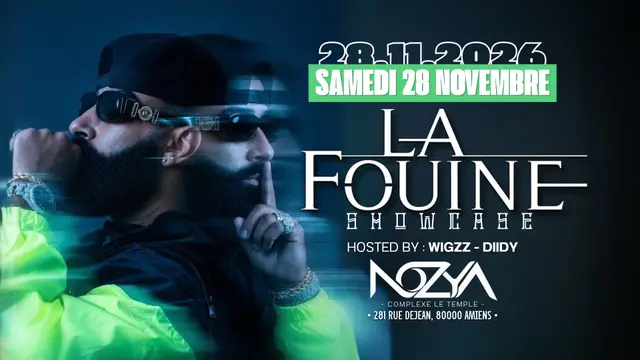 28.11.2026
SAMEDI 28 NOVEMBRE
LA
FOUINE
SHOWCASE
HOSTED BY : WIGZZ - DIIDY
NOZYA
- COMPLEXE LE TEMPLE -
• 281 RUE DEJEAN, 80000 AMIENS •